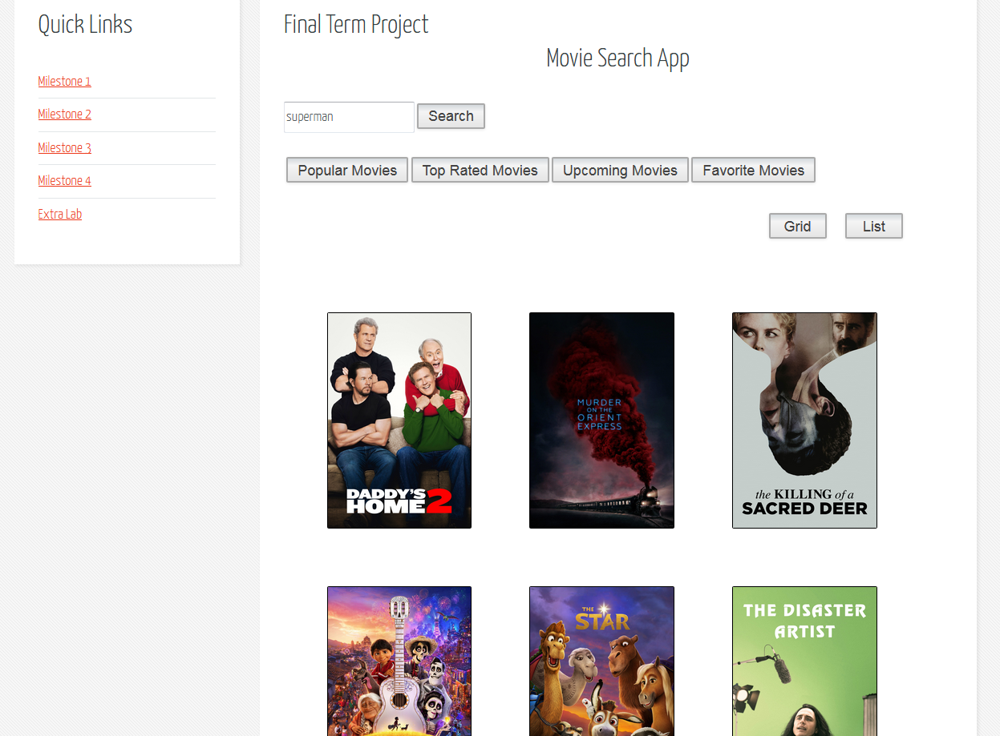 Quick Links
Milestone 1
Milestone 2
Milestone 3
Milestone 4
Extra Lab
Final Term Project
Movie Search App
superman Search
Popular Movies Top Rated Movies Upcoming Movies Favorite Movies
Grid List
DADDY'S
HOME 2
MURDER
ON THE
ORIENT
EXPRESS
the KILLING of a
SACRED DEER
THE
STAR
THE DISASTER
ARTIST